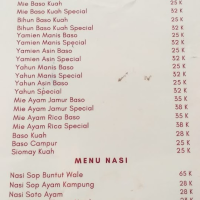 Mie Baso Kuah 25 K
Mie Baso Kuah Special 32 K
Bihun Baso Kuah 25 K
Bihun Baso Kuah Special 32 K
Yamien Manis Baso 25 K
Yamien Manis Special 32 K
Yamien Asin Baso 25 K
Yamien Asin Special 32 K
Yahun Manis Baso 25 K
Yahun Manis Special 32 K
Yahun Asin Baso 25 K
Yahun Special 32 K
Mie Ayam Jamur Baso 35 K
Mie Ayam Jamur Special 38 K
Mie Ayam Rica Baso 35 K
Mie Ayam Rica Special 38 K
Baso Kuah 28 K
Baso Campur 28 K
Siomay Kuah 25 K
MENU NASI
Nasi Sop Buntut Wale 65 K
Nasi Sop Ayam Kampung 28 K
Nasi Soto Ayam 28 K